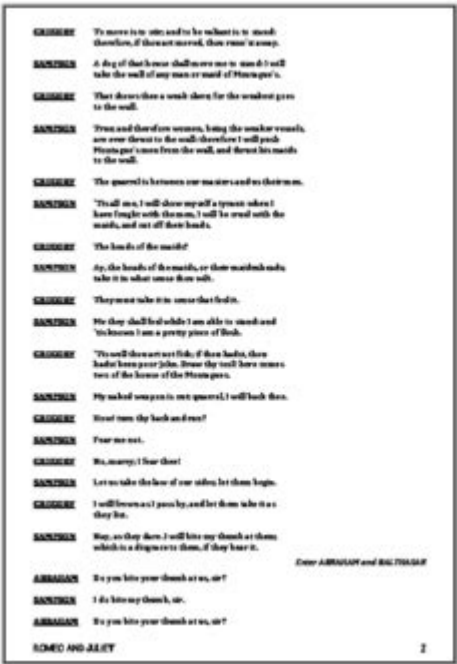 GREGORY To move is to stir; and to be valiant is to stand:
therefore, if thou art moved, thou runn'st away.
SAMPSON A dog of that house shall move me to stand: I will
take the wall of any man or maid of Montague's.
GREGORY That shows thee a weak slave; for the weakest goes
to the wall.
SAMPSON True; and therefore women, being the weaker vessels,
are ever thrust to the wall: therefore I will push
Montague's men from the wall, and thrust his maids
to the wall.
GREGORY The quarrel is between our masters and us their men.
SAMPSON 'Tis all one, I will show myself a tyrant: when I
have fought with the men, I will be cruel with the
maids, and cut off their heads.
GREGORY The heads of the maids?
SAMPSON Ay, the heads of the maids, or their maidenheads;
take it in what sense thou wilt.
GREGORY They must take it in sense that feel it.
SAMPSON Me they shall feel while I am able to stand: and
'tis known I am a pretty piece of flesh.
GREGORY 'Tis well thou art not fish; if thou hadst, thou
hadst been poor John. Draw thy tool! here comes
two of the house of the Montagues.
SAMPSON My naked weapon is out: quarrel, I will back thee.
GREGORY How! turn thy back and run?
SAMPSON Fear me not.
GREGORY No, marry; I fear thee!
SAMPSON Let us take the law of our sides; let them begin.
GREGORY I will frown as I pass by, and let them take it as
they list.
SAMPSON Nay, as they dare. I will bite my thumb at them;
which is a disgrace to them, if they bear it.
Enter ABRAHAM and BALTHASAR
ABRAHAM Do you bite your thumb at us, sir?
SAMPSON I do bite my thumb, sir.
ABRAHAM Do you bite your thumb at us, sir?
ROMEO AND JULIET 2